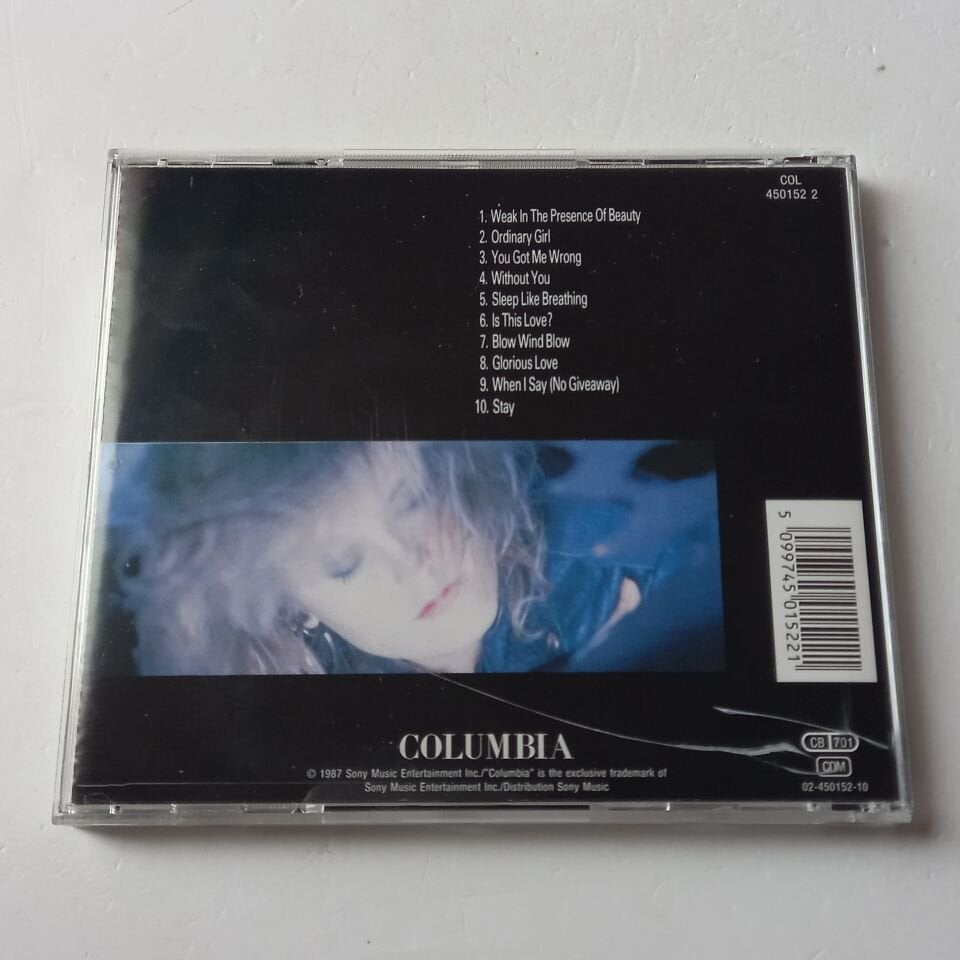 COL
450152 2
1. Weak In The Presence Of Beauty
2. Ordinary Girl
3. You Got Me Wrong
4. Without You
5. Sleep Like Breathing
6. Is This Love?
7. Blow Wind Blow
8. Glorious Love
9. When I Say (No Giveaway)
10. Stay
5 099745 015221
COLUMBIA
© 1987 Sony Music Entertainment Inc./"Columbia" is the exclusive trademark of
Sony Music Entertainment Inc./Distribution Sony Music
CB 701
CDM
02-450152-10